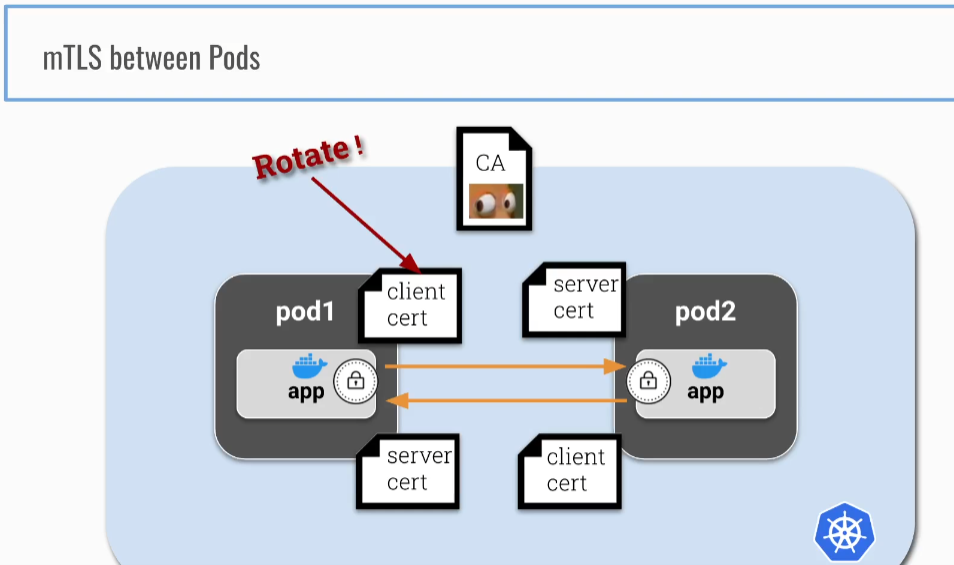 mTLS between Pods
Rotate!
CA
client
cert
server
cert
pod1
pod2
app
app
server
cert
client
cert